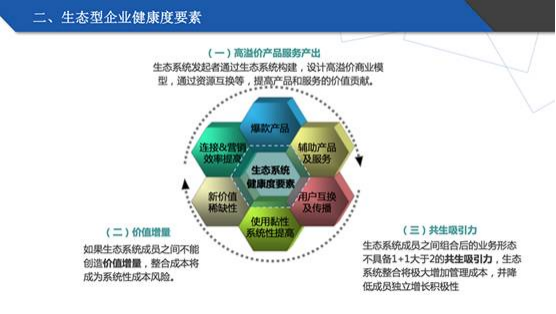 二、生态型企业健康度要素
（一）高溢价产品服务产出
生态系统发起者通过生态系统构建，设计高溢价商业模
型，通过资源互换等，提高产品和服务的价值贡献。
爆款产品
连接&营销
效率提高
辅助产品
及服务
生态系统
健康度要素
新价值
稀缺性
用户互换
及传播
使用黏性
系统性提高
（二）价值增量
如果生态系统成员之间不能
创造价值增量，整合成本将
成为系统性成本风险。
（三）共生吸引力
生态系统成员之间组合后的业务形态
不具备1+1大于2的共生吸引力，生态
系统整合将极大增加管理成本，并降
低成员独立增长积极性